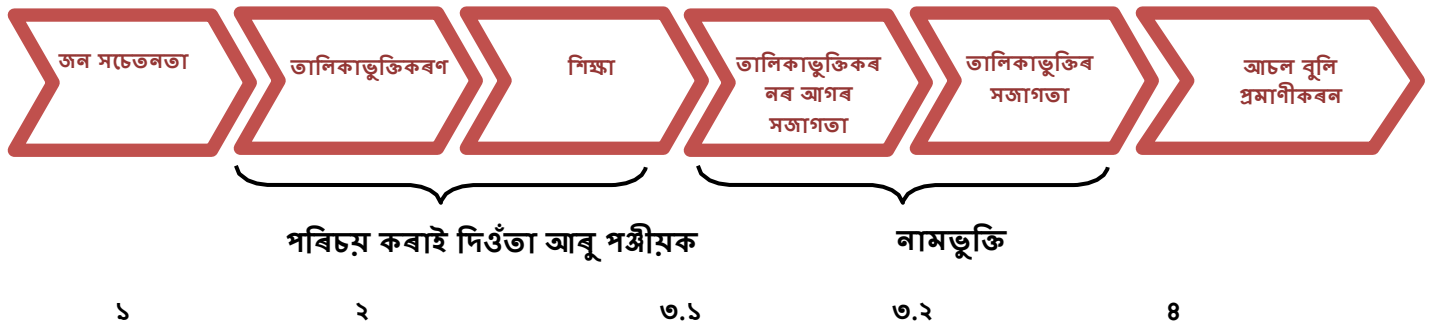 জন সচেতনতা
তালিকাভুক্তিকৰণ
শিক্ষা
তালিকাভুক্তিকৰ
নৰ আগৰ
সজাগতা
তালিকাভুক্তিৰ
সজাগতা
আচল বুলি
প্ৰমাণীকৰন
পৰিচয় কৰাই দিওঁতা আৰু পঞ্জীয়ক
নামভুক্তি
১ ২ ৩.১ ৩.২ ৪